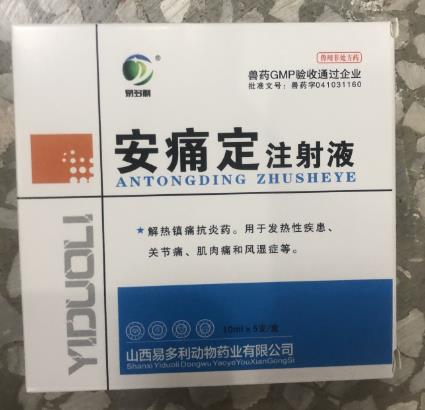 易多利®
兽用非处方药
兽药GMP验收通过企业
批准文号：兽药字041031160
安痛定注射液
ANTONGDING ZHUSHEYE
★解热镇痛抗炎药。用于发热性疾患、
关节痛、肌肉痛和风湿症等。
YIDUOLI
10ml×5支/盒
山西易多利动物药业有限公司
Shanxi Yiduoli Dongwu YaoyeYouXianGongSi